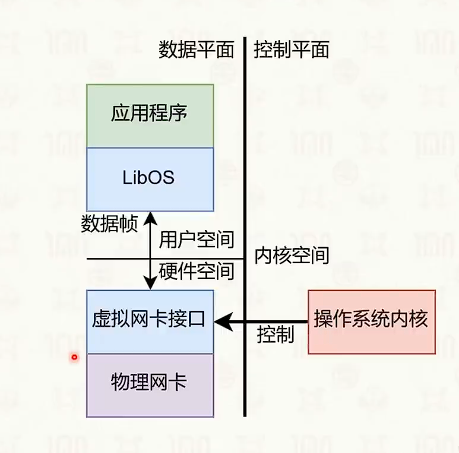 数据平面
控制平面
应用程序
LibOS
数据帧
用户空间
硬件空间
内核空间
虚拟网卡接口
控制
操作系统内核
物理网卡